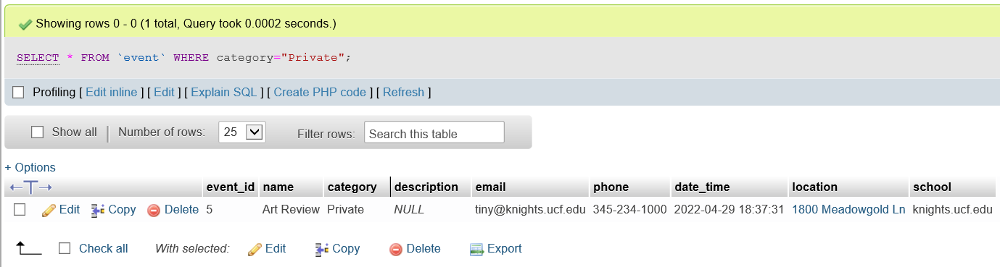 Showing rows 0 - 0 (1 total, Query took 0.0002 seconds.)
SELECT * FROM `event` WHERE category="Private";
Profiling [ Edit inline ] [ Edit ] [ Explain SQL ] [ Create PHP code ] [ Refresh ]
Show all | Number of rows: 25 Filter rows: Search this table
+ Options
event_id name category description email phone date_time location school
Edit Copy Delete 5 Art Review Private NULL tiny@knights.ucf.edu 345-234-1000 2022-04-29 18:37:31 1800 Meadowgold Ln knights.ucf.edu
Check all With selected: Edit Copy Delete Export